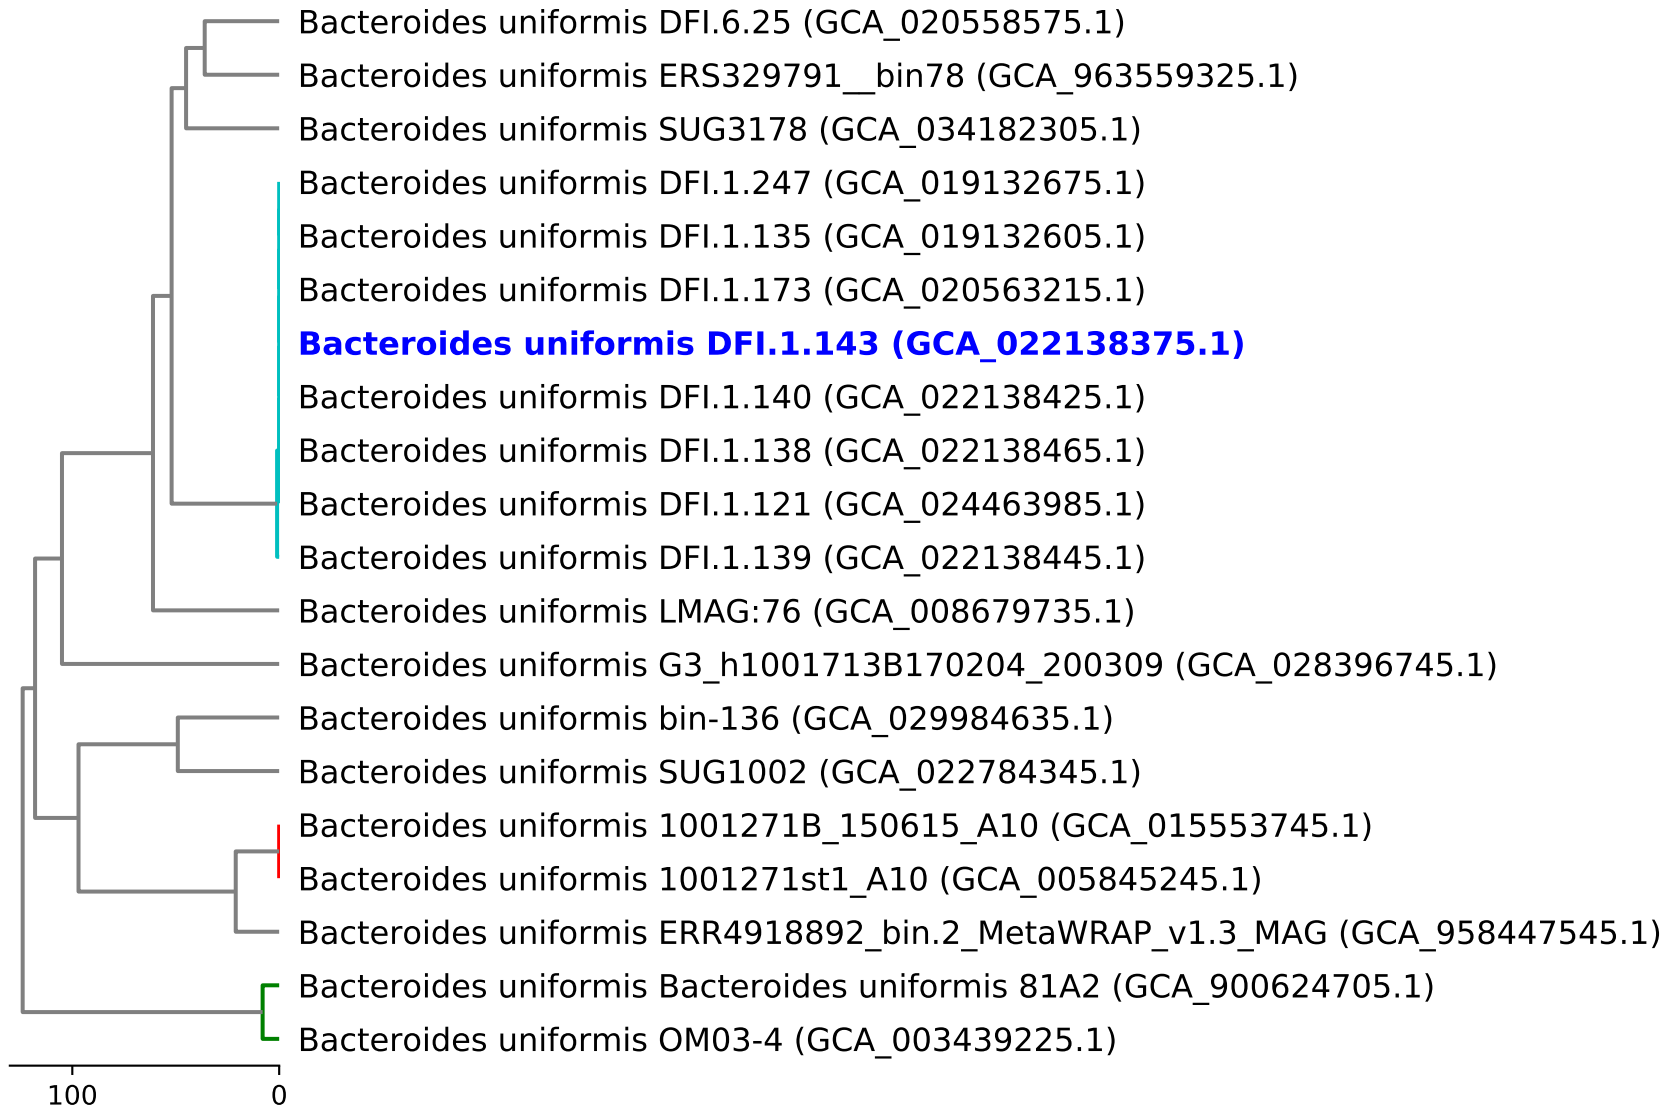 Bacteroides uniformis DFI.6.25 (GCA_020558575.1)
Bacteroides uniformis ERS329791__bin78 (GCA_963559325.1)
Bacteroides uniformis SUG3178 (GCA_034182305.1)
Bacteroides uniformis DFI.1.247 (GCA_019132675.1)
Bacteroides uniformis DFI.1.135 (GCA_019132605.1)
Bacteroides uniformis DFI.1.173 (GCA_020563215.1)
Bacteroides uniformis DFI.1.143 (GCA_022138375.1)
Bacteroides uniformis DFI.1.140 (GCA_022138425.1)
Bacteroides uniformis DFI.1.138 (GCA_022138465.1)
Bacteroides uniformis DFI.1.121 (GCA_024463985.1)
Bacteroides uniformis DFI.1.139 (GCA_022138445.1)
Bacteroides uniformis LMAG:76 (GCA_008679735.1)
Bacteroides uniformis G3_h1001713B170204_200309 (GCA_028396745.1)
Bacteroides uniformis bin-136 (GCA_029984635.1)
Bacteroides uniformis SUG1002 (GCA_022784345.1)
Bacteroides uniformis 1001271B_150615_A10 (GCA_015553745.1)
Bacteroides uniformis 1001271st1_A10 (GCA_005845245.1)
Bacteroides uniformis ERR4918892_bin.2_MetaWRAP_v1.3_MAG (GCA_958447545.1)
Bacteroides uniformis Bacteroides uniformis 81A2 (GCA_900624705.1)
Bacteroides uniformis OM03-4 (GCA_003439225.1)
100 0